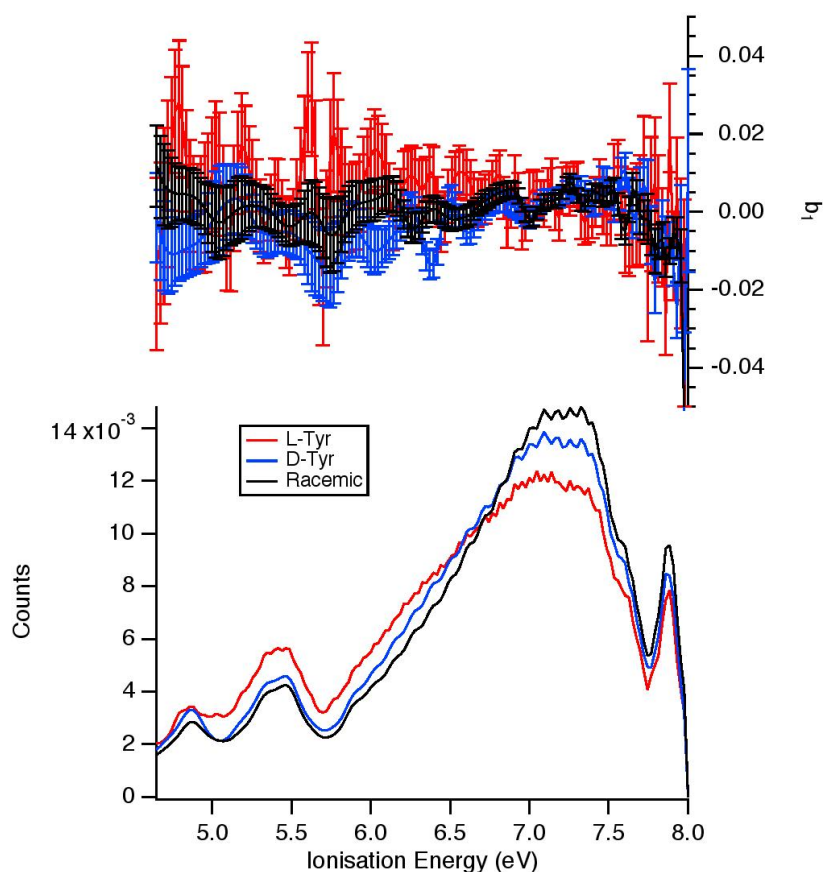 0.04
0.02
0.00
-0.02
-0.04
b₁
14 x10⁻³
12
10
8
6
4
2
0
Counts
L-Tyr
D-Tyr
Racemic
5.0 5.5 6.0 6.5 7.0 7.5 8.0
Ionisation Energy (eV)